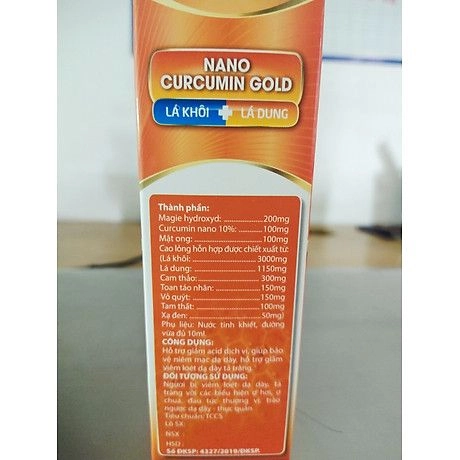 NANO
CURCUMIN GOLD
LÁ KHÔI + LÁ DUNG
Thành phần:
Magie hydroxyd: ........................ 200mg
Curcumin nano 10%: ............ 100mg
Mật ong: ........................ 100mg
Cao lỏng hỗn hợp được chiết xuất từ:
(Lá khôi: ........................ 3000mg
Lá dung: ........................ 1150mg
Cam thảo: ........................ 300mg
Toan táo nhân: ........................ 150mg
Vỏ quýt: ........................ 150mg
Tam thất: ........................ 100mg
Xạ đen: ........................ 50mg)
Phụ liệu: Nước tinh khiết, đường
vừa đủ 10ml.
CÔNG DỤNG:
Hỗ trợ giảm acid dịch vị, giúp bảo
vệ niêm mạc dạ dày, hỗ trợ giảm
viêm loét dạ dày tá tràng.
ĐỐI TƯỢNG SỬ DỤNG:
Người bị viêm loét dạ dày, tá
tràng với các biểu hiện ợ hơi, ợ
chua, đau tức thượng vị, trào
ngược dạ dày - thực quản
Tiêu chuẩn: TCCS
Lô SX:
NSX :
HSD :
Số ĐKSP: 4327/2019/ĐKSP.